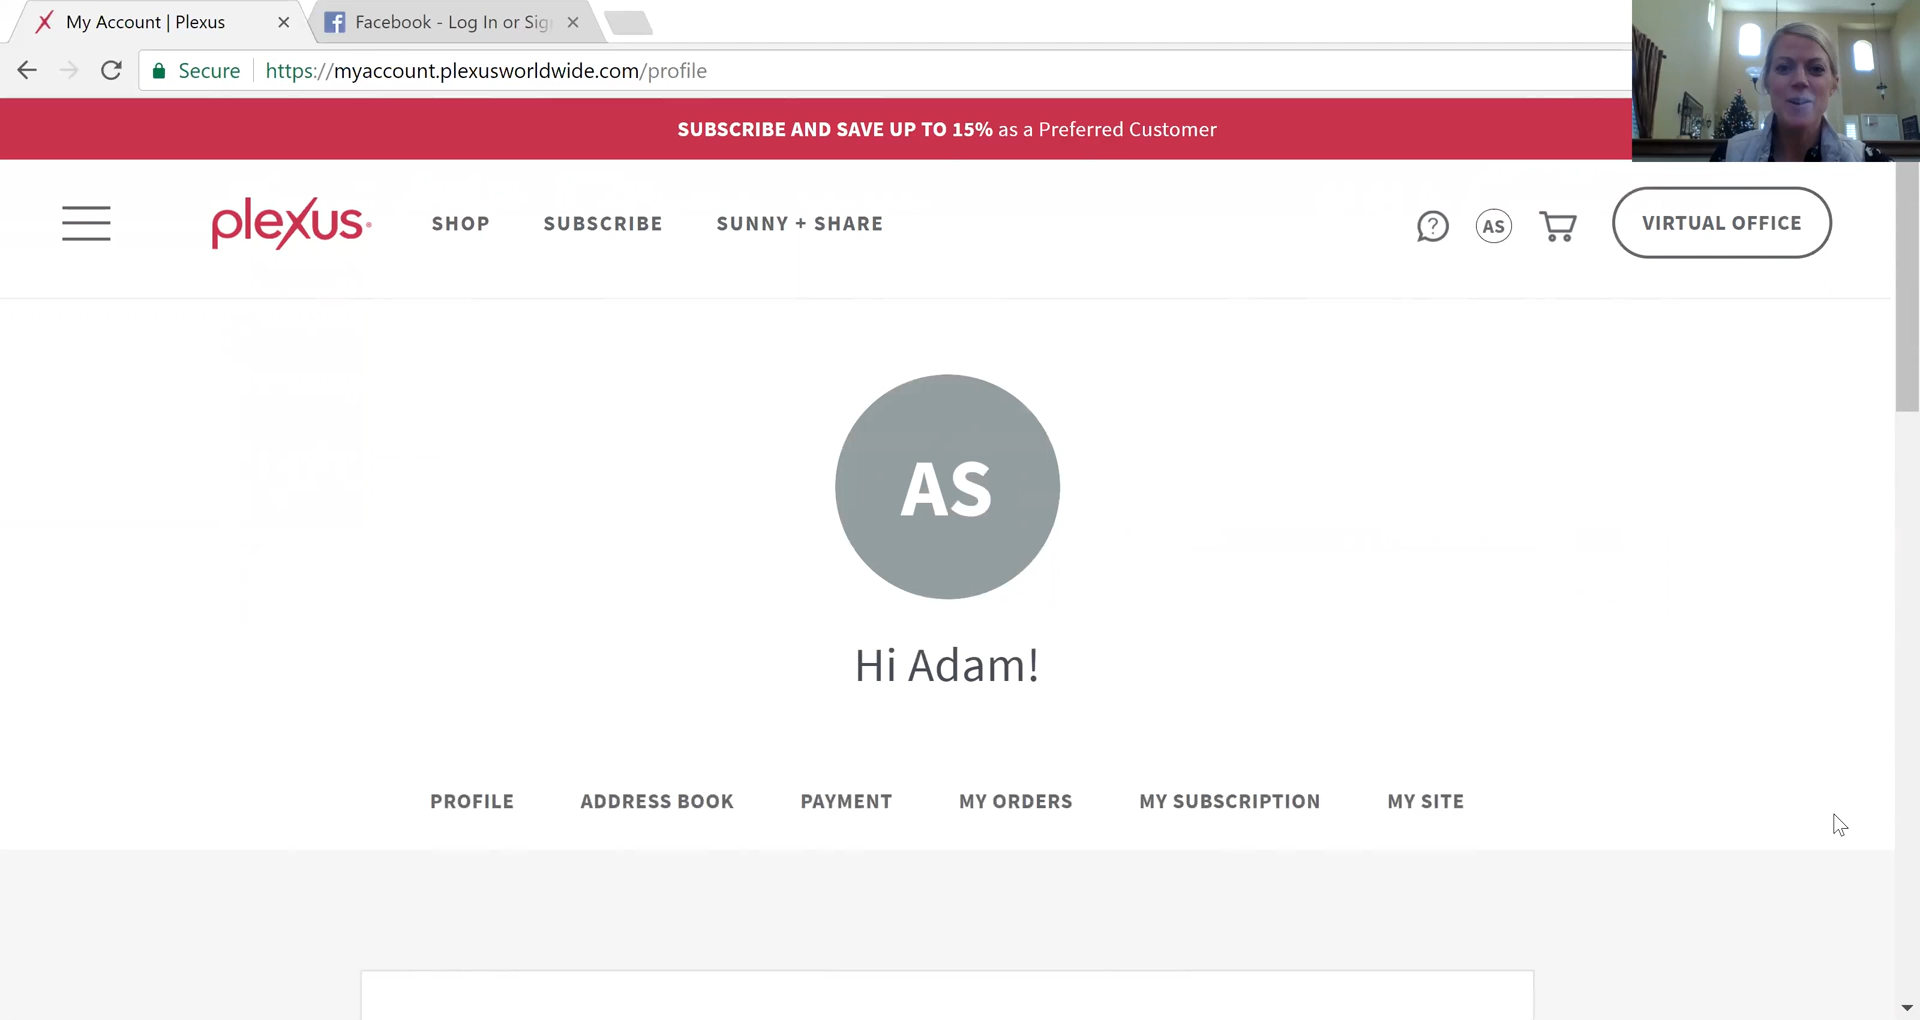 My Account | Plexus
Facebook - Log In or Sig
Secure https://myaccount.plexusworldwide.com/profile
SUBSCRIBE AND SAVE UP TO 15% as a Preferred Customer
plexus SHOP SUBSCRIBE SUNNY + SHARE ? AS VIRTUAL OFFICE
AS
Hi Adam!
PROFILE ADDRESS BOOK PAYMENT MY ORDERS MY SUBSCRIPTION MY SITE